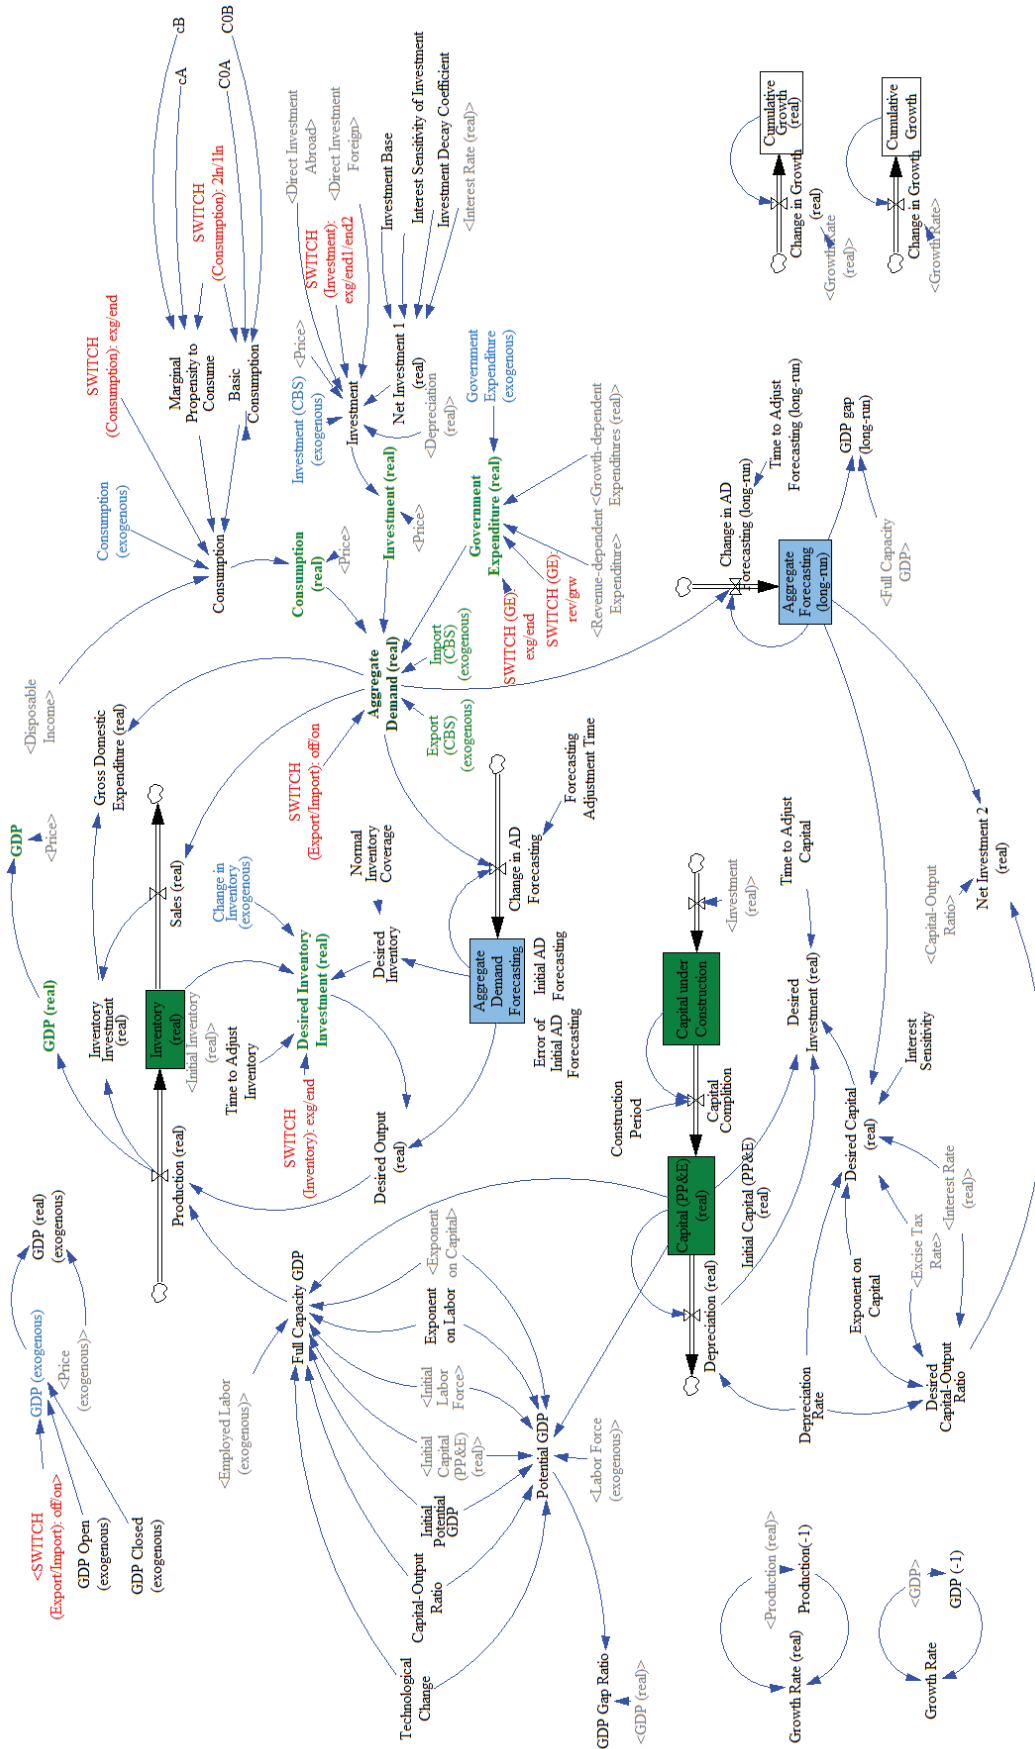 <SWITCH
(Export/Import): off/on>
GDP Open
(exogenous)
GDP Closed
(exogenous)
GDP (exogenous)
<Price
(exogenous)>
GDP (real)
(exogenous)
GDP (real)
GDP
<Price>
<Employed Labor
(exogenous)>
Full Capacity GDP
Production (real)
Inventory
Investment
(real)
Inventory
(real)
<Initial Inventory
(real)>
Sales (real)
Gross Domestic
Expenditure (real)
<Disposable
Income>
Consumption
(exogenous)
SWITCH
(Consumption): exg/end
Consumption
Marginal
Propensity to
Consume
Basic
Consumption
SWITCH
(Consumption): 2ln/1ln
cA
cB
C0A
C0B
Technological
Change
Capital-Output
Ratio
Initial
Potential
GDP
<Initial
Capital
(PP&E)
(real)>
<Initial
Labor
Force>
Exponent
on Labor
<Exponent
on Capital>
Potential GDP
<Labor Force
(exogenous)>
GDP Gap Ratio
<GDP (real)>
Time to Adjust
Inventory
Change in
Inventory
(exogenous)
SWITCH
(Inventory): exg/end
Desired Inventory
Investment (real)
Desired Output
(real)
Desired
Inventory
Normal
Inventory
Coverage
SWITCH
(Export/Import): off/on
Aggregate
Demand (real)
Export
(CBS)
(exogenous)
Import
(CBS)
(exogenous)
Consumption
(real)
<Price>
Investment (real)
<Price>
Investment (CBS)
(exogenous)
<Price>
<Direct Investment
Abroad>
<Direct Investment
Foreign>
SWITCH
(Investment):
exg/end1/end2
Investment
Net Investment 1
(real)
<Depreciation
(real)>
Investment Base
Interest Sensitivity of Investment
Investment Decay Coefficient
<Interest Rate (real)>
Government
Expenditure (real)
Government
Expenditure
(exogenous)
SWITCH (GE):
exg/end
SWITCH (GE):
rev/grw
<Revenue-dependent
Expenditure>
<Growth-dependent
Expenditures (real)>
Aggregate
Demand
Forecasting
Change in AD
Forecasting
Forecasting
Adjustment Time
Error of
Initial AD
Forecasting
Initial AD
Forecasting
Construction
Period
Depreciation (real)
Capital (PP&E)
(real)
Initial Capital (PP&E)
(real)
Capital
Complition
Capital under
Construction
<Investment
(real)>
Change in AD
Forecasting (long-run)
Time to Adjust
Forecasting (long-run)
Aggregate
Forecasting
(long-run)
GDP gap
(long-run)
<Full Capacity
GDP>
Depreciation
Rate
Desired
Investment (real)
Time to Adjust
Capital
Exponent on
Capital
Desired Capital
(real)
Interest
Sensitivity
<Excise Tax
Rate>
<Interest Rate
(real)>
Desired
Capital-Output
Ratio
<Capital-Output
Ratio>
Net Investment 2
(real)
<Production (real)>
Production(-1)
Growth Rate (real)
<GDP>
GDP (-1)
Growth Rate
Cumulative
Growth
(real)
Change in Growth
(real)
<Growth Rate
(real)>
Cumulative
Growth
Change in Growth
<Growth Rate>